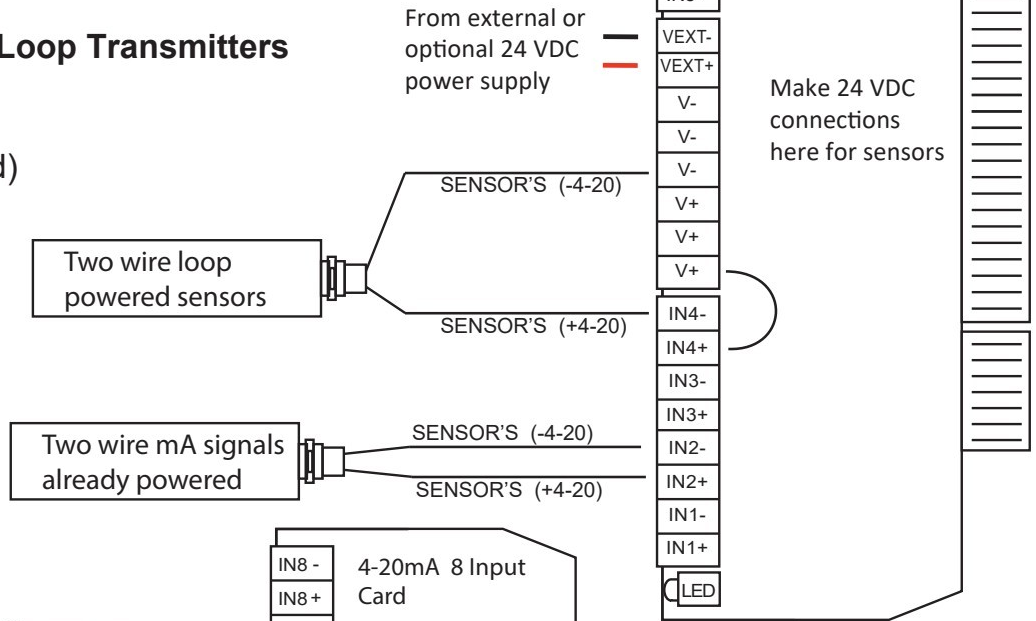 Loop Transmitters
From external or
optional 24 VDC
power supply
VEXT-
VEXT+
V-
V-
V-
V+
V+
V+
Make 24 VDC
connections
here for sensors
d)
SENSOR'S (-4-20)
Two wire loop
powered sensors
SENSOR'S (+4-20)
IN4-
IN4+
IN3-
IN3+
IN2-
IN2+
IN1-
IN1+
LED
SENSOR'S (-4-20)
Two wire mA signals
already powered
SENSOR'S (+4-20)
IN8 -
IN8 +
4-20mA 8 Input
Card